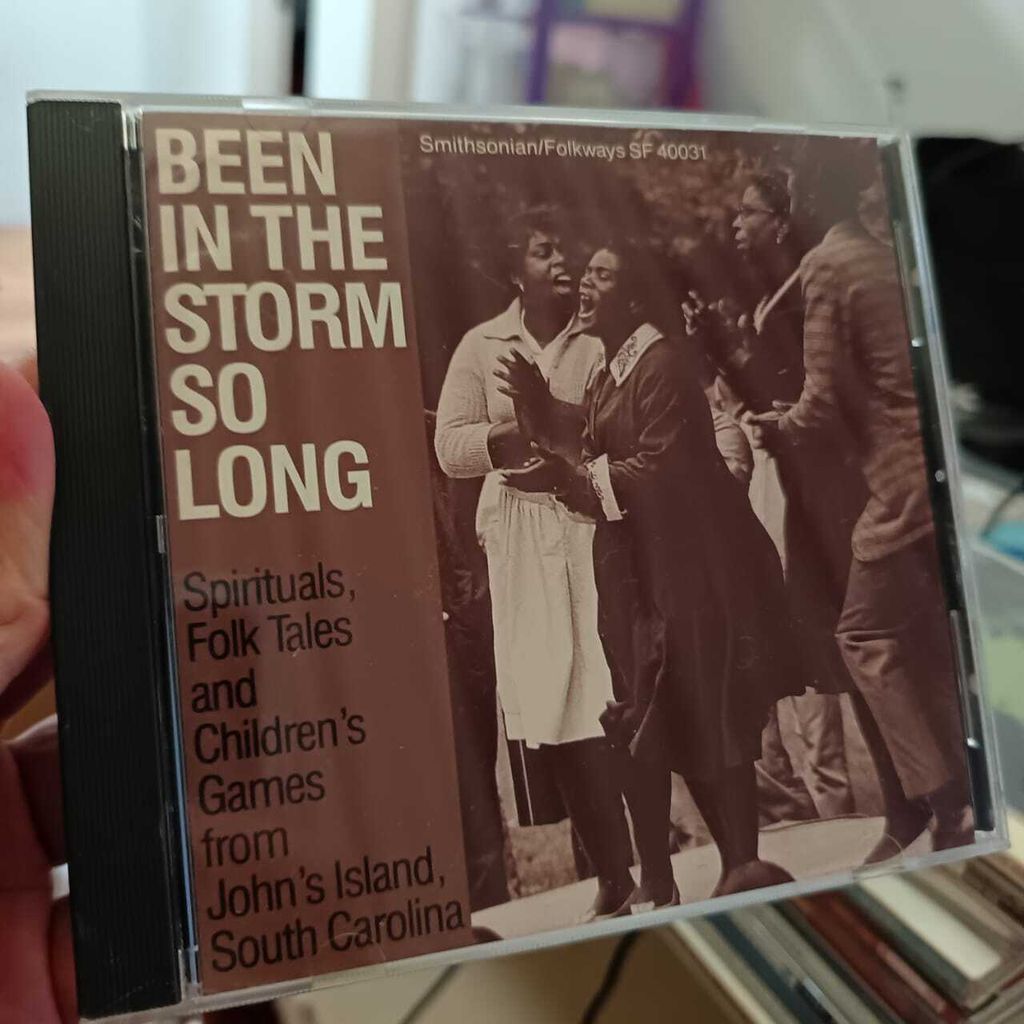 BEEN
IN THE
STORM
SO
LONG
Smithsonian/Folkways SF 40031
Spirituals,
Folk Tales
and
Children's
Games
from
John's Island,
South Carolina